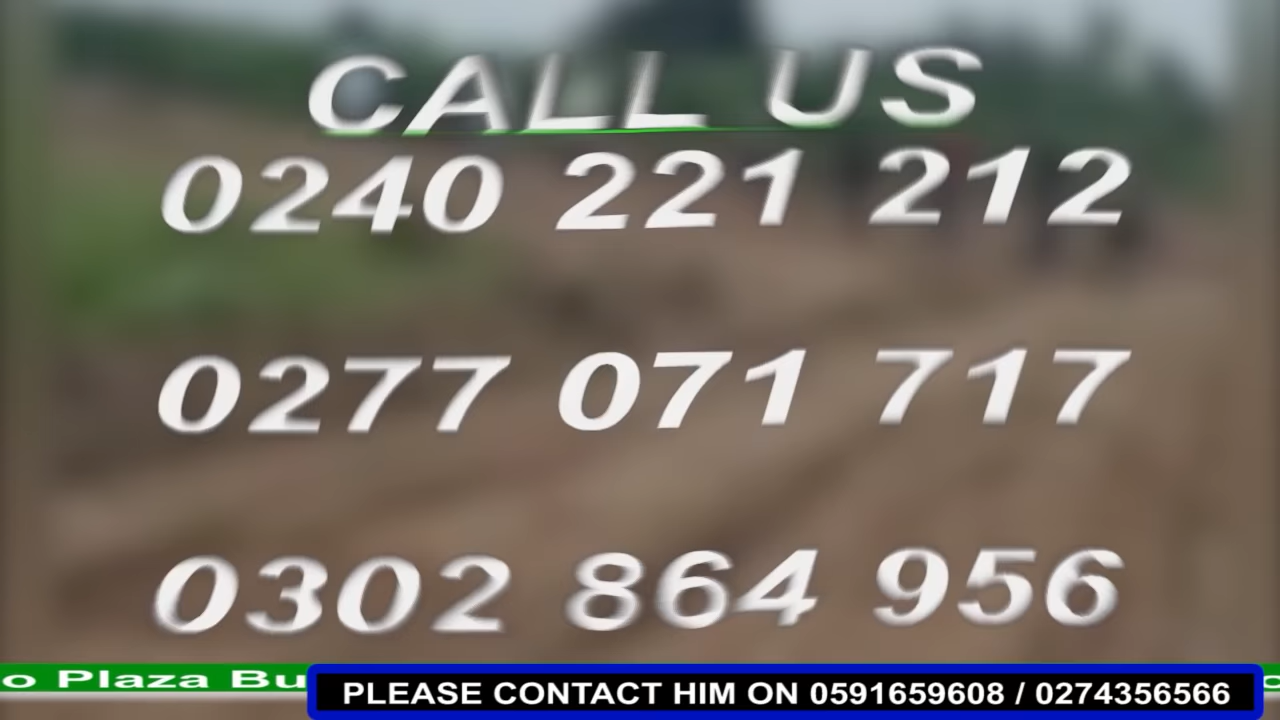 CALL US
0240 221 212
0277 071 717
0302 864 956
o Plaza Bu
PLEASE CONTACT HIM ON 0591659608 / 0274356566